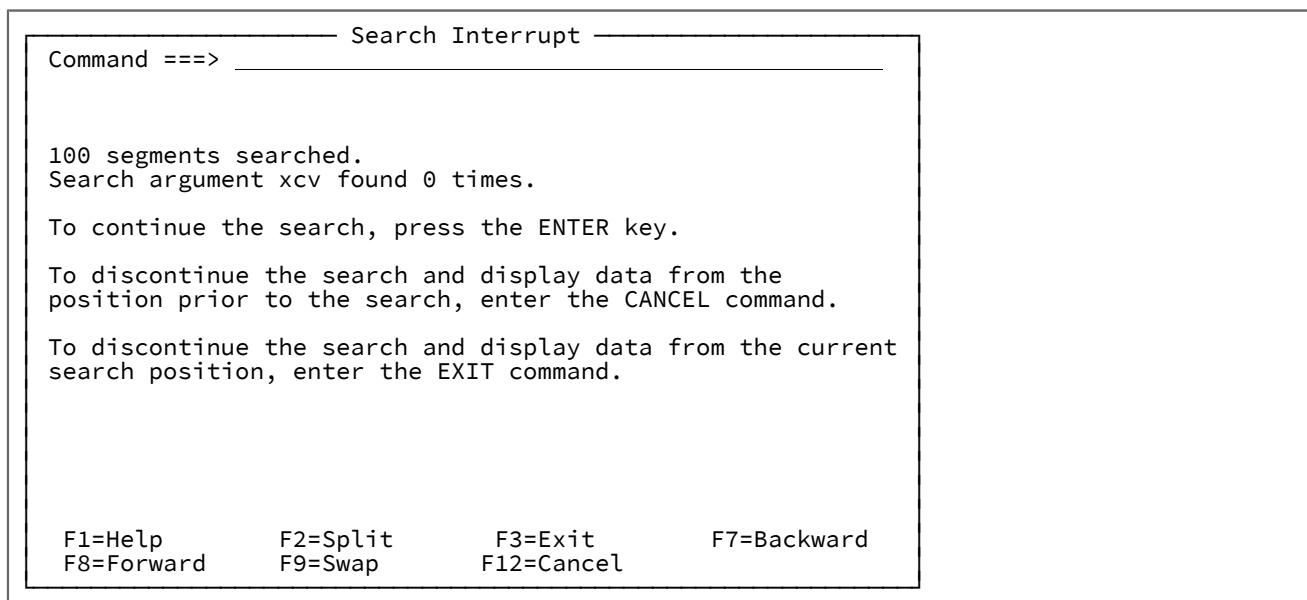 Search Interrupt
Command ===>
100 segments searched.
Search argument xcv found 0 times.
To continue the search, press the ENTER key.
To discontinue the search and display data from the
position prior to the search, enter the CANCEL command.
To discontinue the search and display data from the current
search position, enter the EXIT command.
F1=Help F2=Split F3=Exit F7=Backward
F8=Forward F9=Swap F12=Cancel